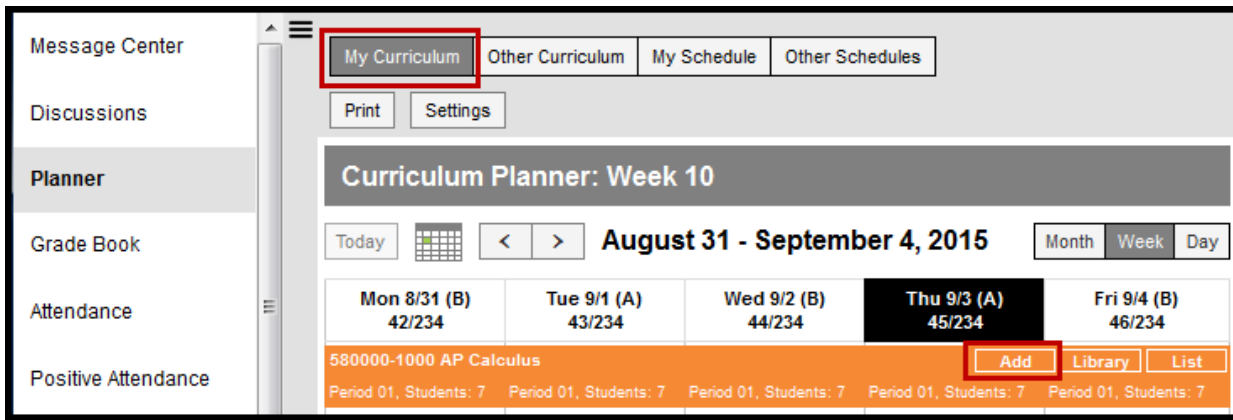 Message Center
Discussions
Planner
Grade Book
Attendance
Positive Attendance
My Curriculum Other Curriculum My Schedule Other Schedules
Print Settings
Curriculum Planner: Week 10
Today < > August 31 - September 4, 2015 Month Week Day
Mon 8/31 (B) Tue 9/1 (A) Wed 9/2 (B) Thu 9/3 (A) Fri 9/4 (B)
42/234 43/234 44/234 45/234 46/234
580000-1000 AP Calculus Add Library List
Period 01, Students: 7 Period 01, Students: 7 Period 01, Students: 7 Period 01, Students: 7 Period 01, Students: 7